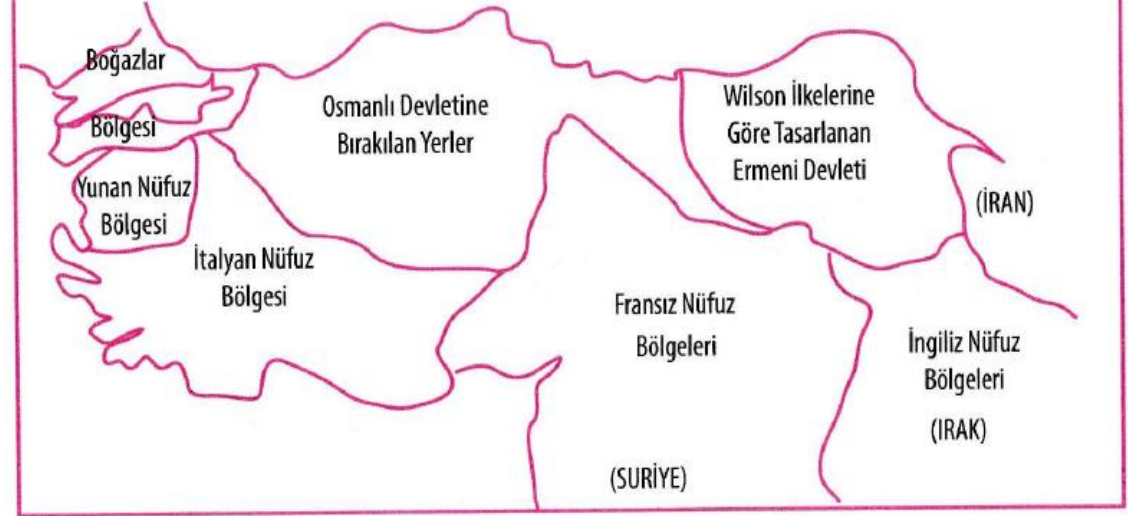 Boğazlar
Bölgesi
Yunan Nüfuz
Bölgesi
İtalyan Nüfuz
Bölgesi
Osmanlı Devletine
Bırakılan Yerler
Wilson İlkelerine
Göre Tasarlanan
Ermeni Devleti
(İRAN)
Fransız Nüfuz
Bölgeleri
(SURİYE)
İngiliz Nüfuz
Bölgeleri
(IRAK)